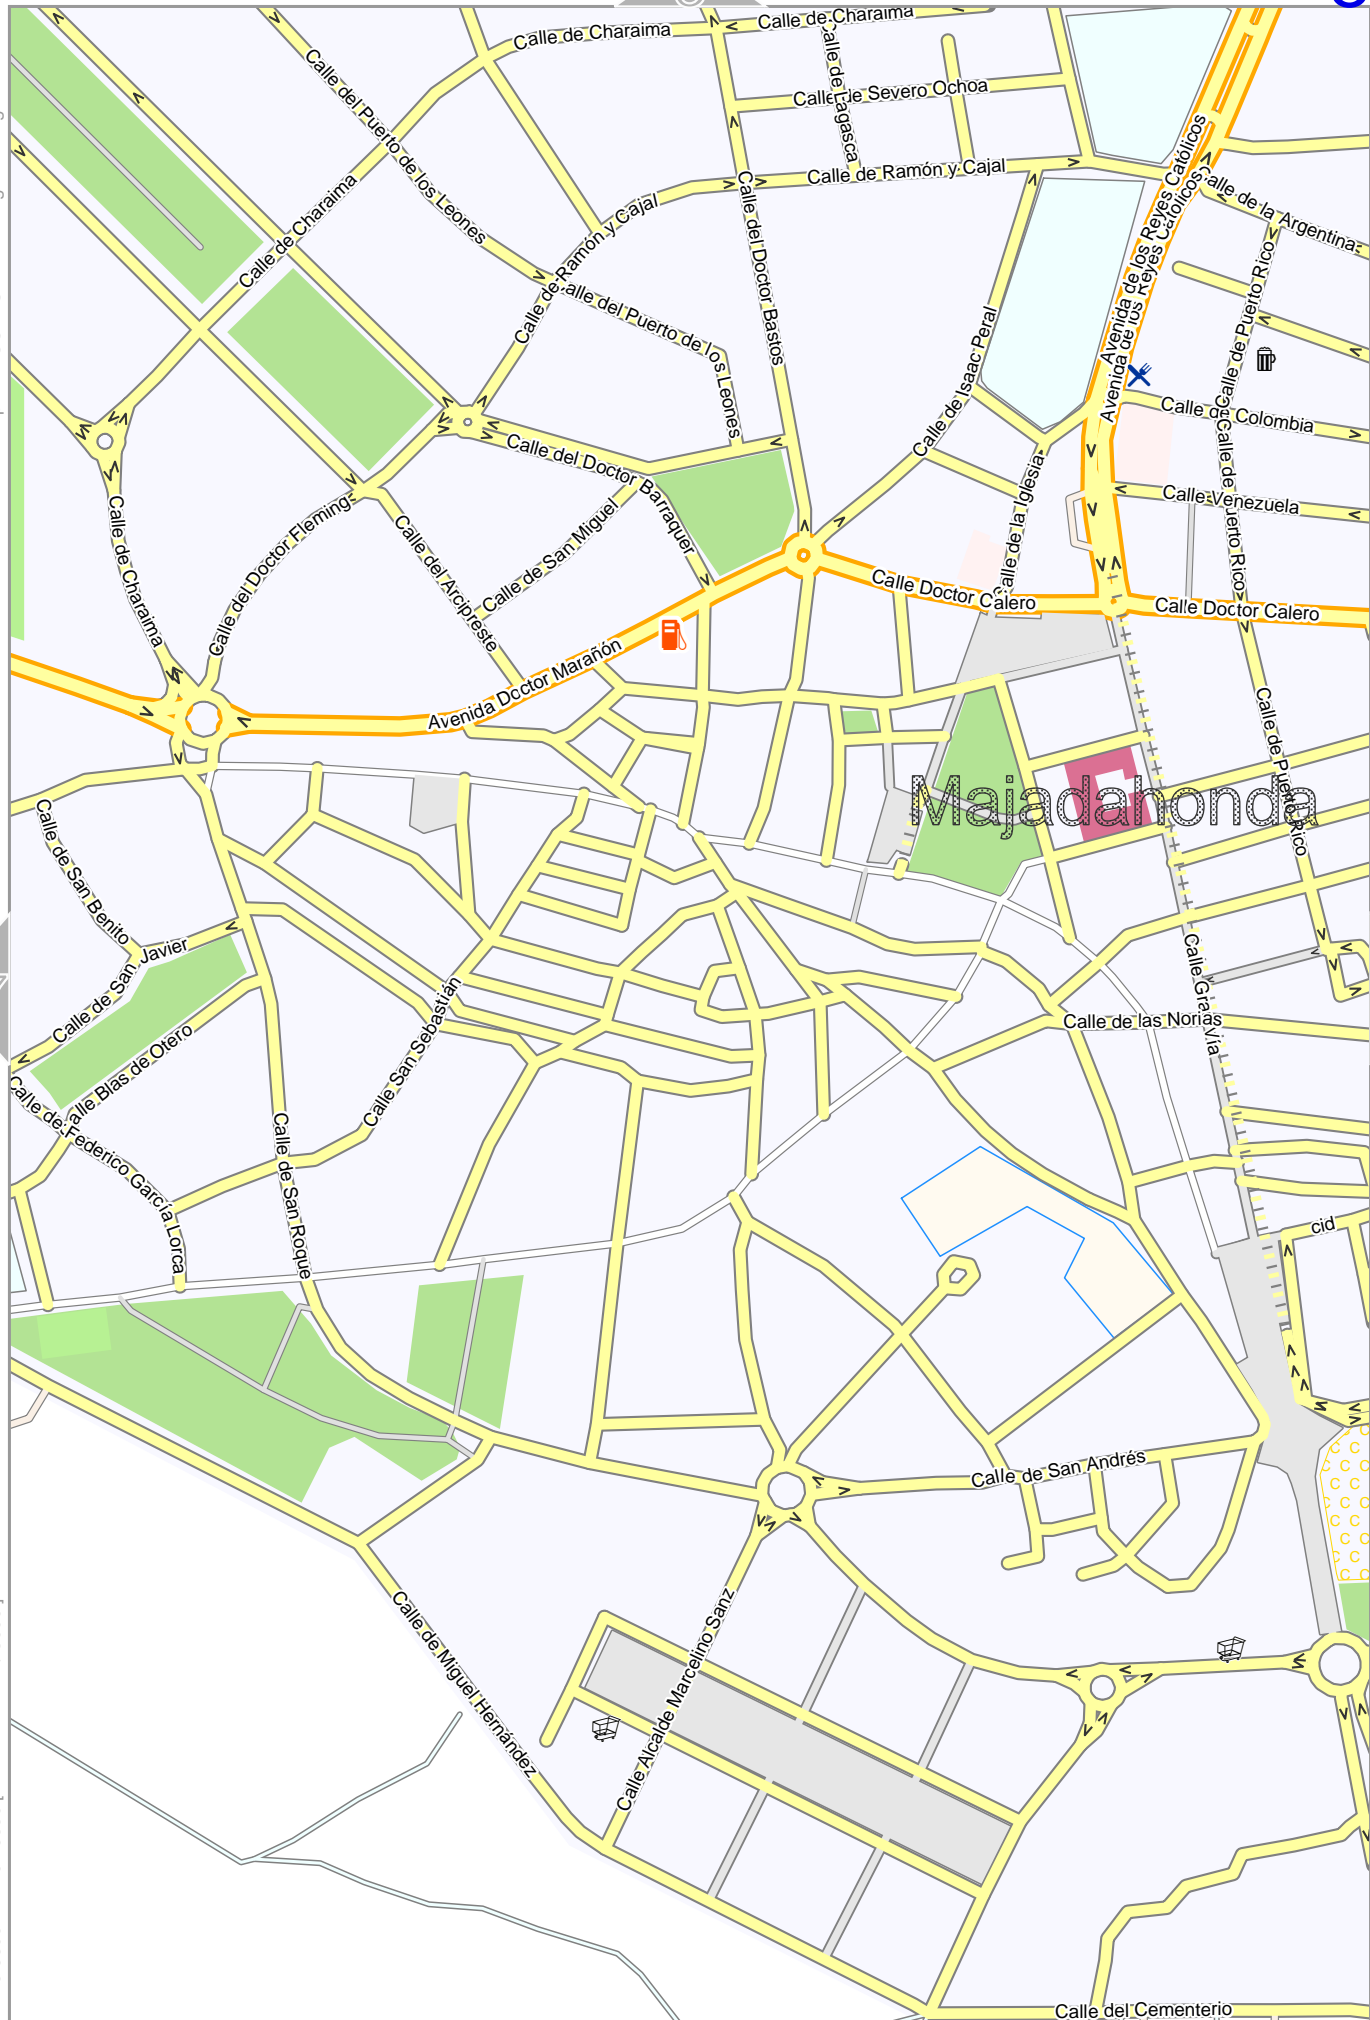 Calle de Charaima
Calle de Charaima
Calle de Lagasca
Calle del Puerto de los Leones
Calle de Severo Ochoa
Calle de Ramón y Cajal
Avenida de los Reyes Católicos
Avenida de los Reyes Católicos
Calle de la Argentina
Calle de Charaima
Calle de Ramón y Cajal
Calle del Doctor Bastos
Calle de Puerto Rico
Calle del Puerto de los Leones
Calle de Isaac Peral
Calle de Colombia
Calle del Doctor Barraquer
Calle de la Iglesia
Calle Venezuela
Calle de Puerto Rico
Calle de Charaima
Calle del Doctor Fleming
Calle del Arcipreste
Calle de San Miguel
Calle Doctor Calero
Calle Doctor Calero
Avenida Doctor Marañón
Calle de Puerto Rico
Majadahonda
Calle de San Benito
Calle de San Javier
Calle Gran Vía
Calle San Sebastián
Calle de las Norias
Calle Blas de Otero
Calle de Federico García Lorca
Calle de San Roque
cid
Calle de San Andrés
Calle de Miguel Hernández
Calle Alcalde Marcelino Sanz
Calle del Cementerio